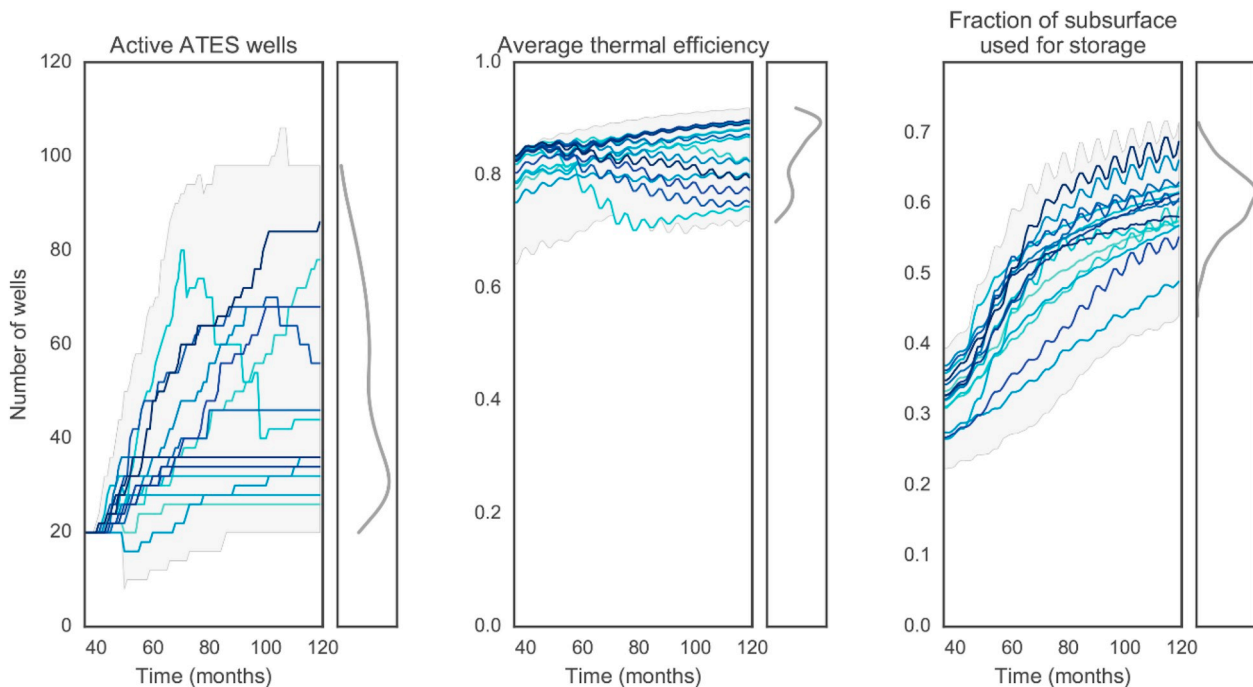 Active ATES wells
120
100
80
60
40
20
0
Number of wells
40 60 80 100 120
Time (months)
Average thermal efficiency
1.0
0.8
0.6
0.4
0.2
0.0
40 60 80 100 120
Time (months)
Fraction of subsurface
used for storage
0.7
0.6
0.5
0.4
0.3
0.2
0.1
0.0
40 60 80 100 120
Time (months)